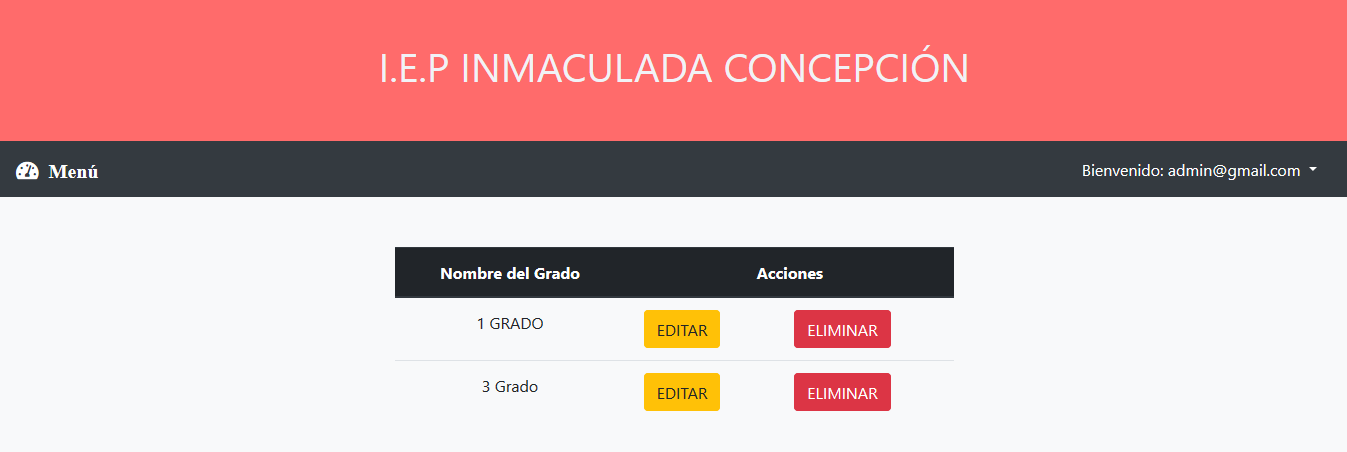 I.E.P INMACULADA CONCEPCIÓN
Menú Bienvenido: admin@gmail.com
Nombre del Grado Acciones
1 GRADO EDITAR ELIMINAR
3 Grado EDITAR ELIMINAR